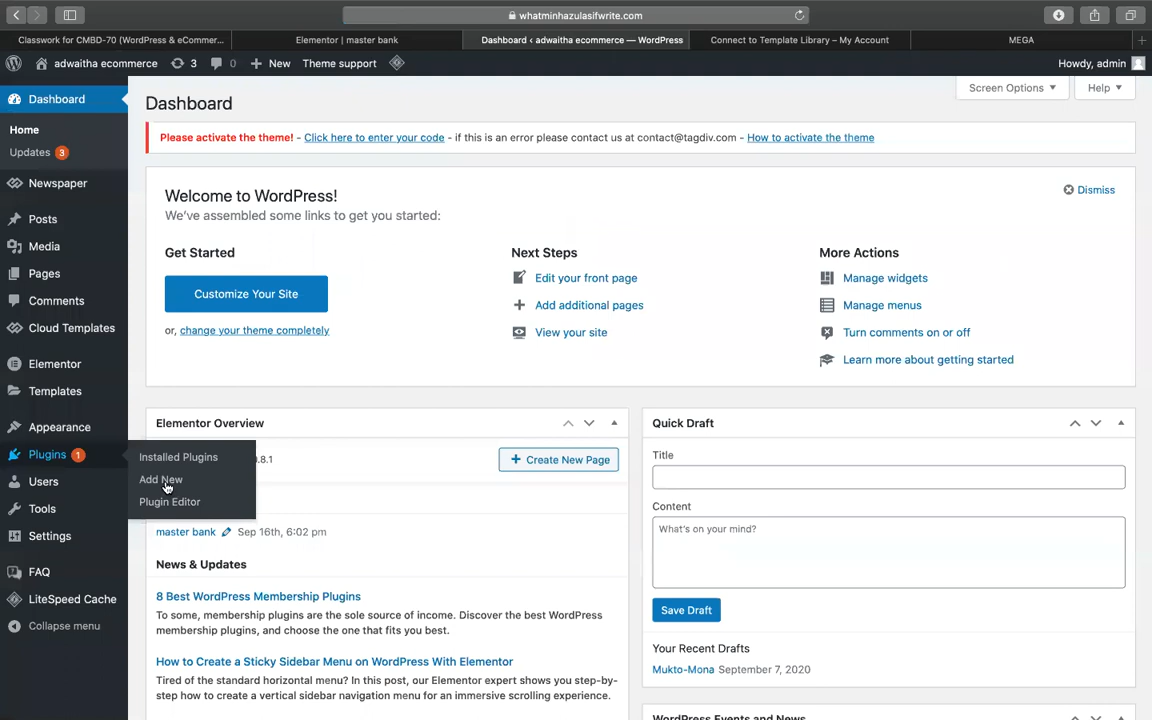 whatminhazulasifwrite.com
Classwork for CMBD-70 (WordPress & eCommer...
Elementor | master bank
Dashboard ‹ adwaitha ecommerce — WordPress
Connect to Template Library – My Account
MEGA
adwaitha ecommerce
3
0
New
Theme support
Howdy, admin
Dashboard
Home
Updates 3
Newspaper
Posts
Media
Pages
Comments
Cloud Templates
Elementor
Templates
Appearance
Plugins 1
Users
Tools
Settings
FAQ
LiteSpeed Cache
Collapse menu
Installed Plugins
Add New
Plugin Editor
Screen Options
Help
Dashboard
Please activate the theme! - Click here to enter your code - if this is an error please contact us at contact@tagdiv.com - How to activate the theme
Welcome to WordPress!
We've assembled some links to get you started:
Dismiss
Get Started
Customize Your Site
or, change your theme completely
Next Steps
Edit your front page
Add additional pages
View your site
More Actions
Manage widgets
Manage menus
Turn comments on or off
Learn more about getting started
Elementor Overview
.8.1
Create New Page
master bank Sep 16th, 6:02 pm
News & Updates
8 Best WordPress Membership Plugins
To some, membership plugins are the sole source of income. Discover the best WordPress
membership plugins, and choose the one that fits you best.
How to Create a Sticky Sidebar Menu on WordPress With Elementor
Tired of the standard horizontal menu? In this post, our Elementor expert shows you step-by-
step how to create a vertical sidebar navigation menu for an immersive scrolling experience.
Quick Draft
Title
Content
What's on your mind?
Save Draft
Your Recent Drafts
Mukto-Mona September 7, 2020
WordPress Events and News